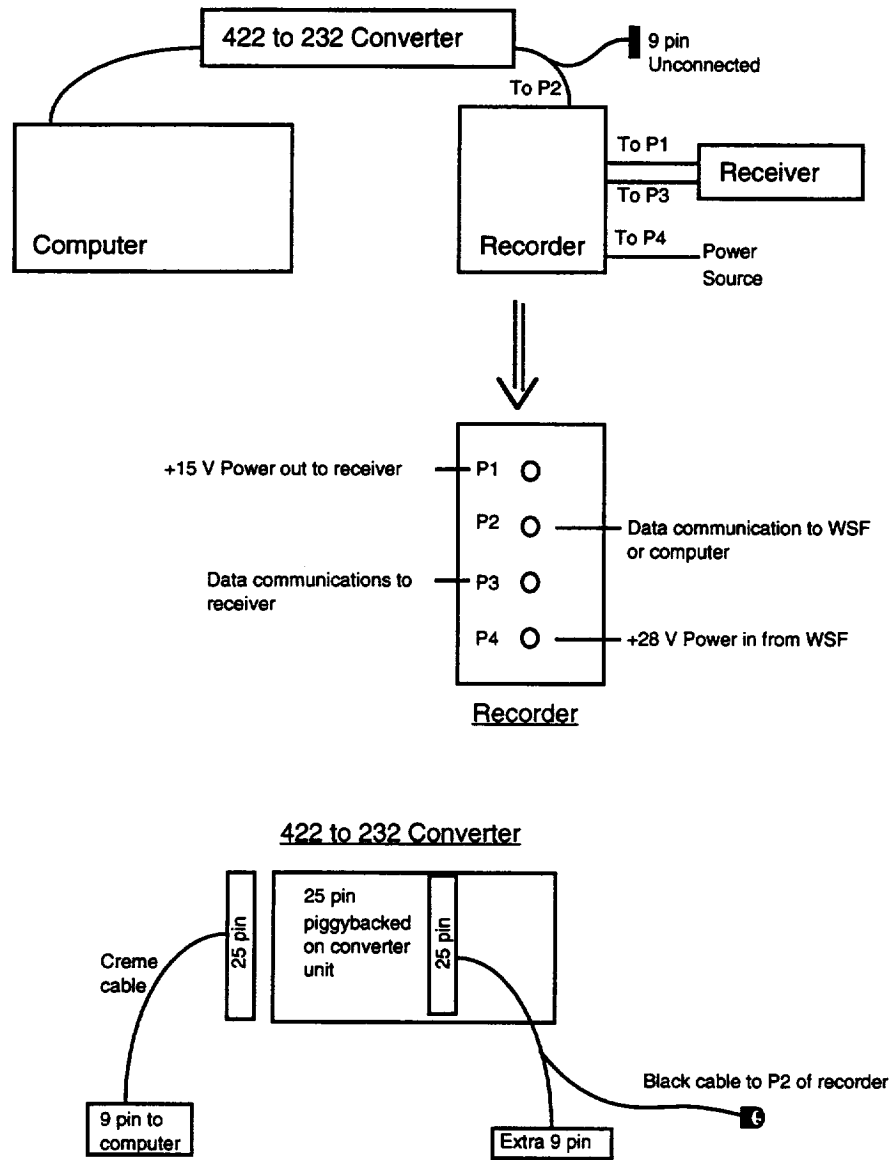 422 to 232 Converter
9 pin
Unconnected
To P2
To P1
Receiver
To P3
Computer
Recorder
To P4
Power
Source
+15 V Power out to receiver
P1
P2
Data communication to WSF
or computer
Data communications to
receiver
P3
P4
+28 V Power in from WSF
Recorder
422 to 232 Converter
25 pin
25 pin
piggybacked
on converter
unit
25 pin
Creme
cable
Black cable to P2 of recorder
9 pin to
computer
Extra 9 pin